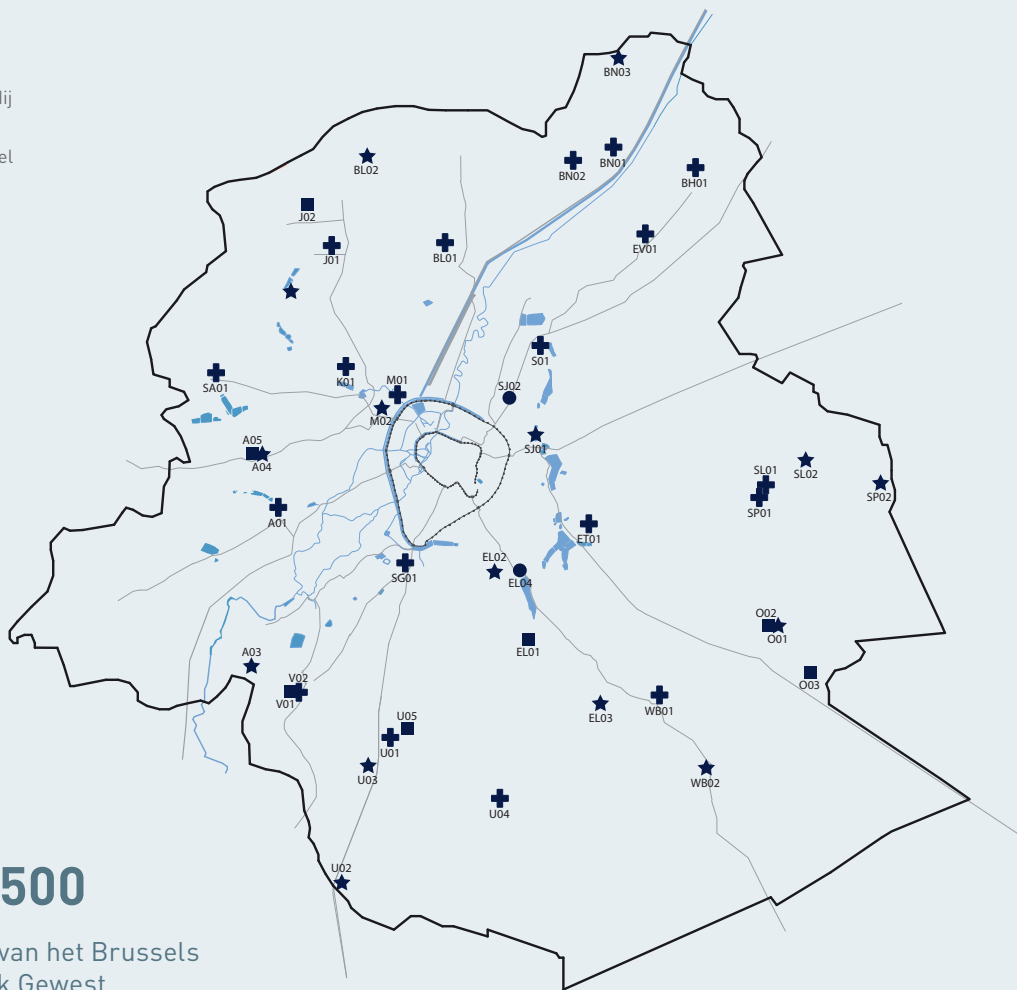 BN03
lij
el
BL02
BN02
BN01
BH01
J02
EV01
J01
BL01
S01
SA01
K01
M01
SJ02
M02
SJ01
A05
A04
SL01
SL02
SP02
SP01
A01
ET01
EL02
SG01
EL04
O02
O01
EL01
A03
O03
V02
V01
EL03
WB01
U05
U01
U03
WB02
U04
U02
500
van het Brussels
k Gewest